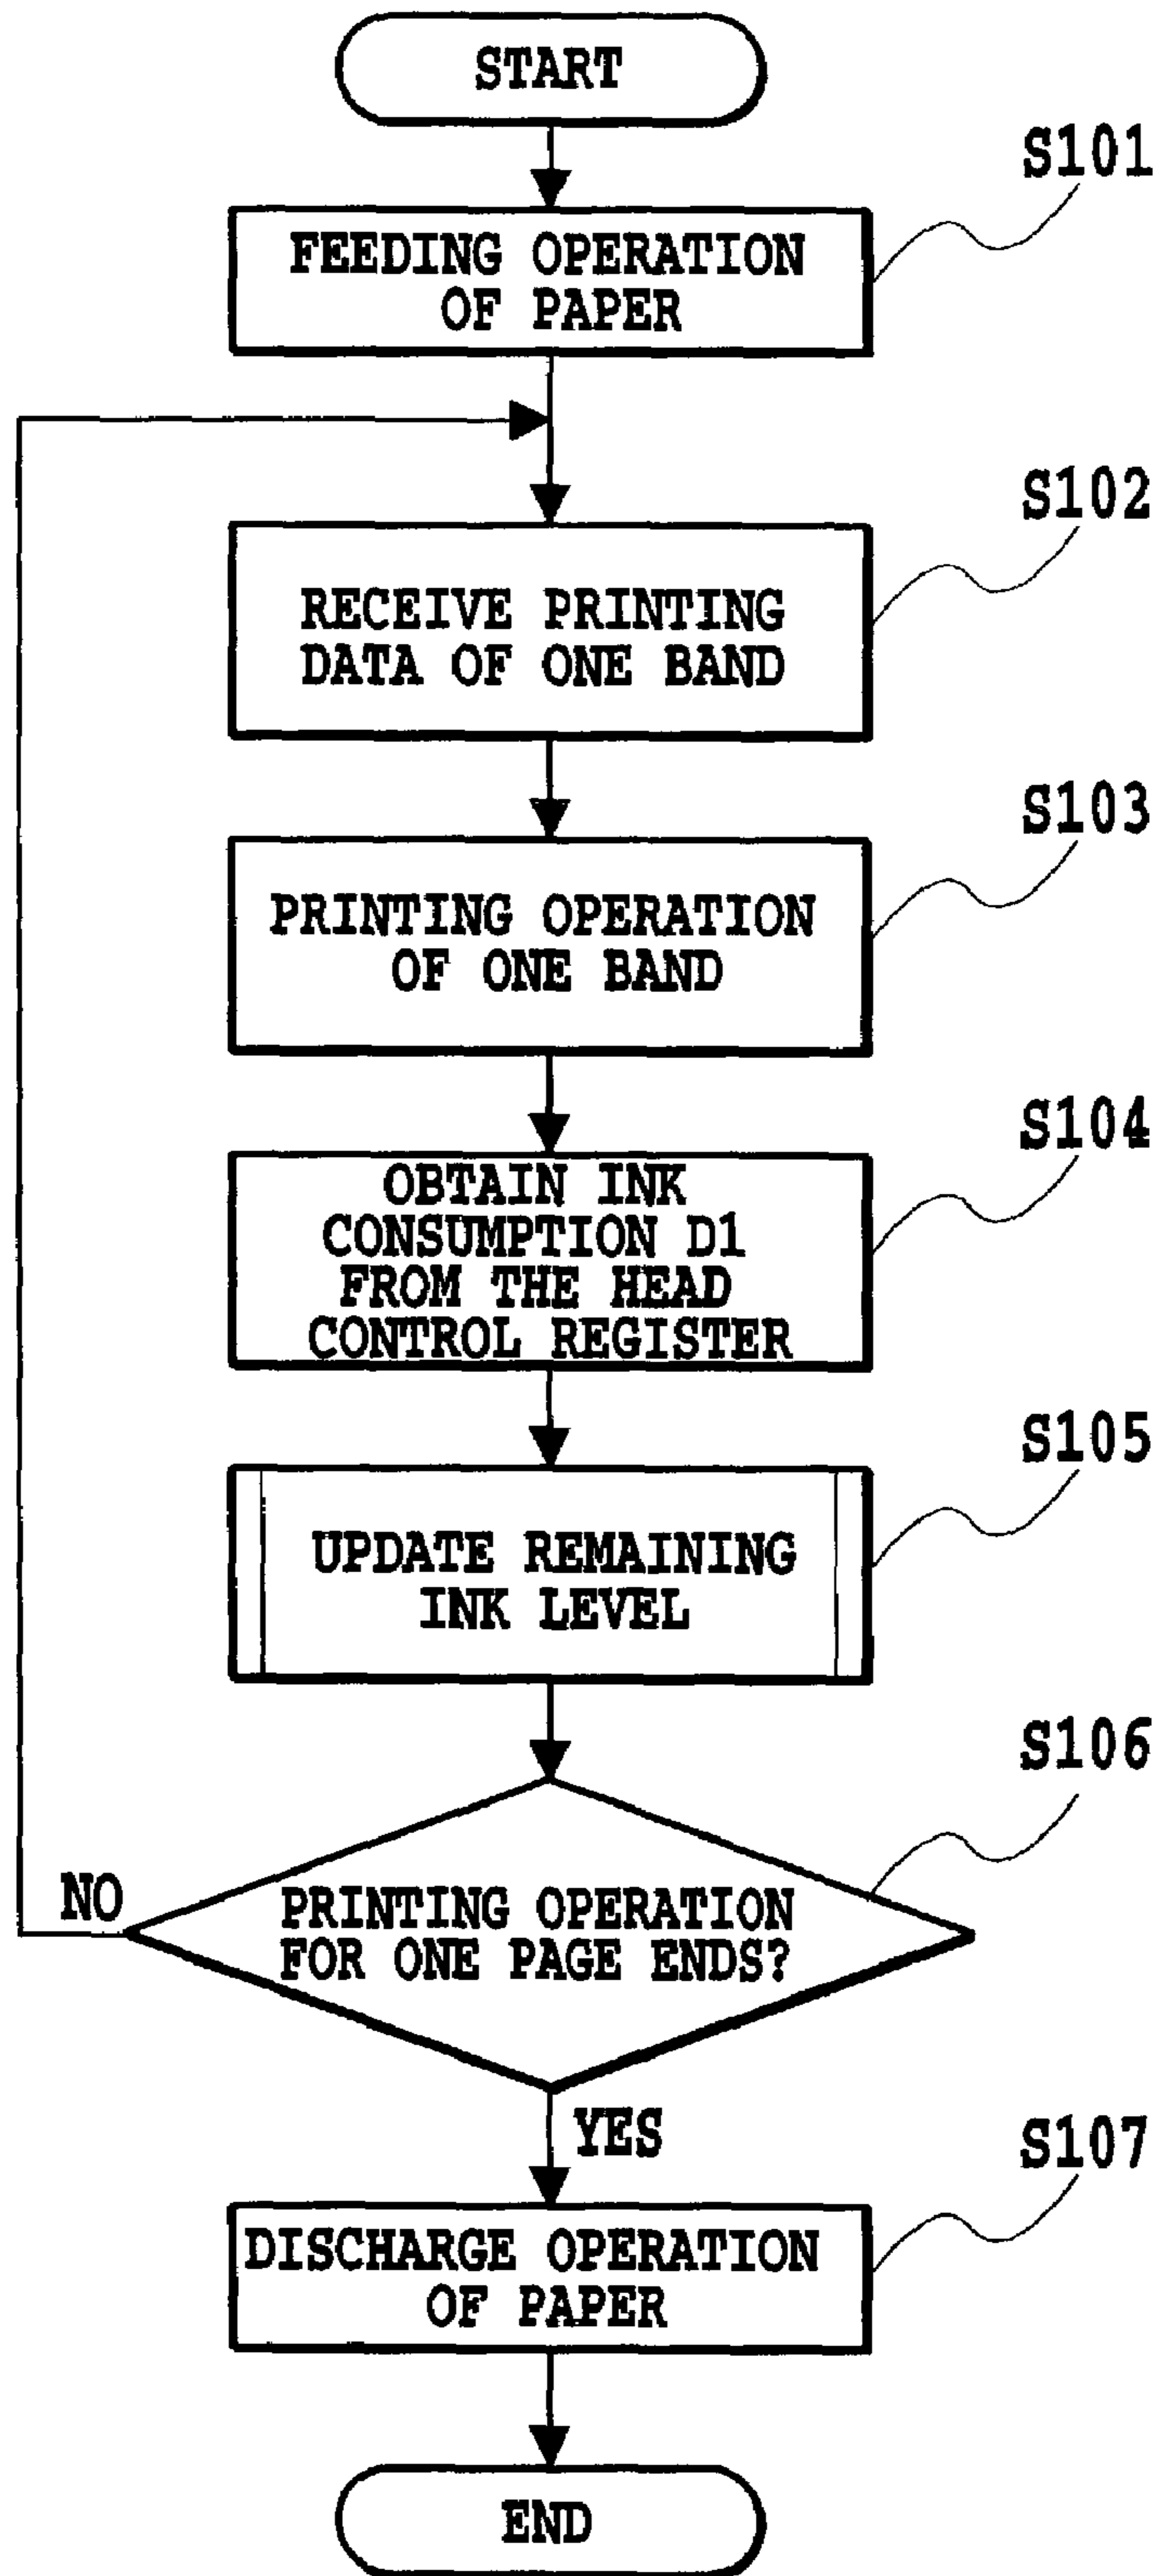 START
S101
FEEDING OPERATION
OF PAPER
S102
RECEIVE PRINTING
DATA OF ONE BAND
S103
PRINTING OPERATION
OF ONE BAND
S104
OBTAIN INK
CONSUMPTION D1
FROM THE HEAD
CONTROL REGISTER
S105
UPDATE REMAINING
INK LEVEL
S106
NO
PRINTING OPERATION
FOR ONE PAGE ENDS?
YES
S107
DISCHARGE OPERATION
OF PAPER
END